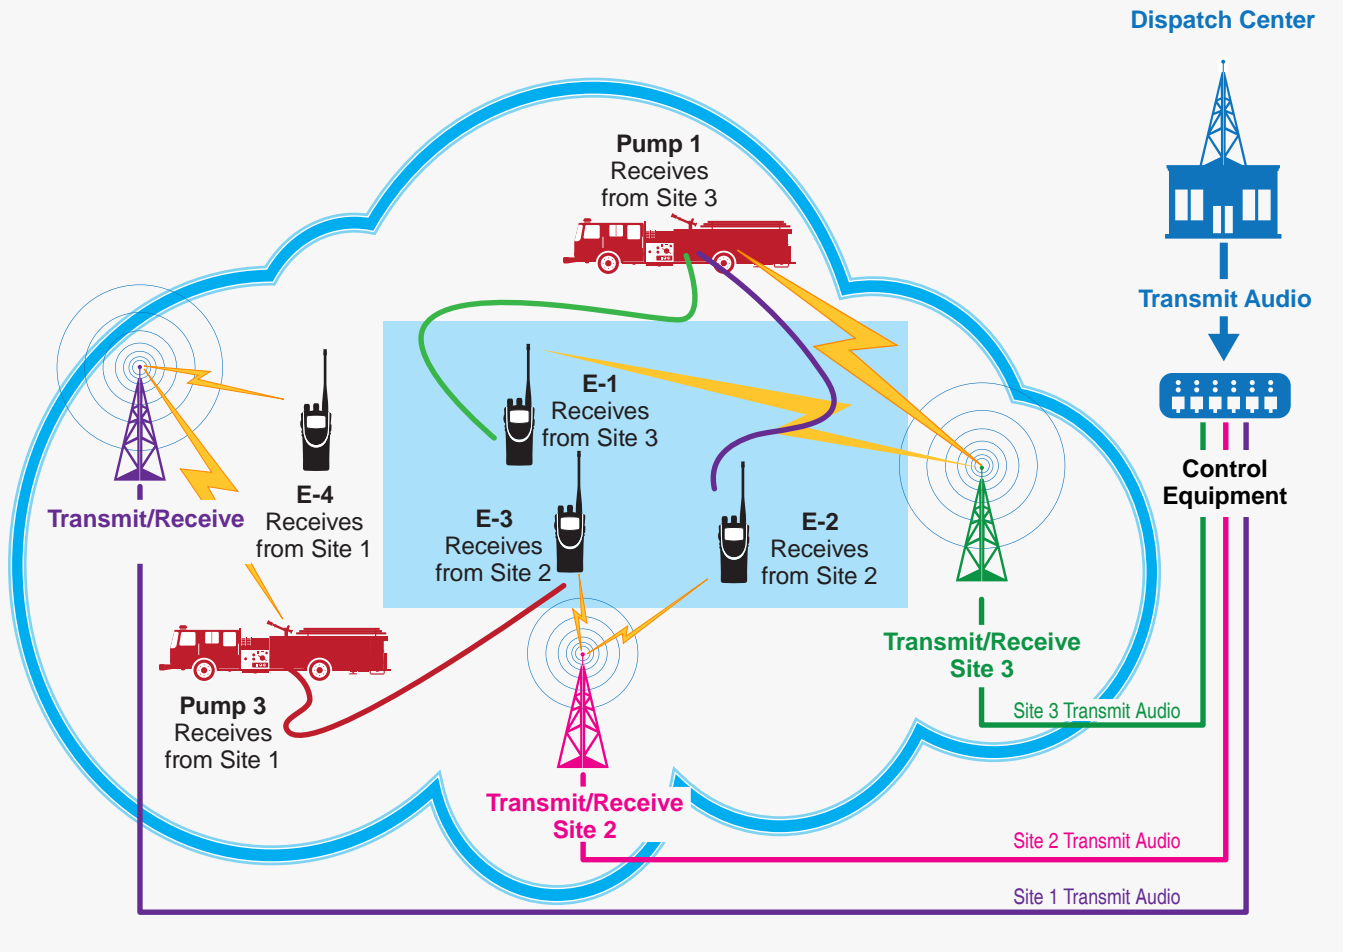 Dispatch Center
Pump 1
Receives
from Site 3
Transmit Audio
E-1
Receives
from Site 3
Control
Equipment
E-4
Receives
from Site 1
Transmit/Receive
E-3
Receives
from Site 2
E-2
Receives
from Site 2
Transmit/Receive
Site 3
Pump 3
Receives
from Site 1
Site 3 Transmit Audio
Transmit/Receive
Site 2
Site 2 Transmit Audio
Site 1 Transmit Audio